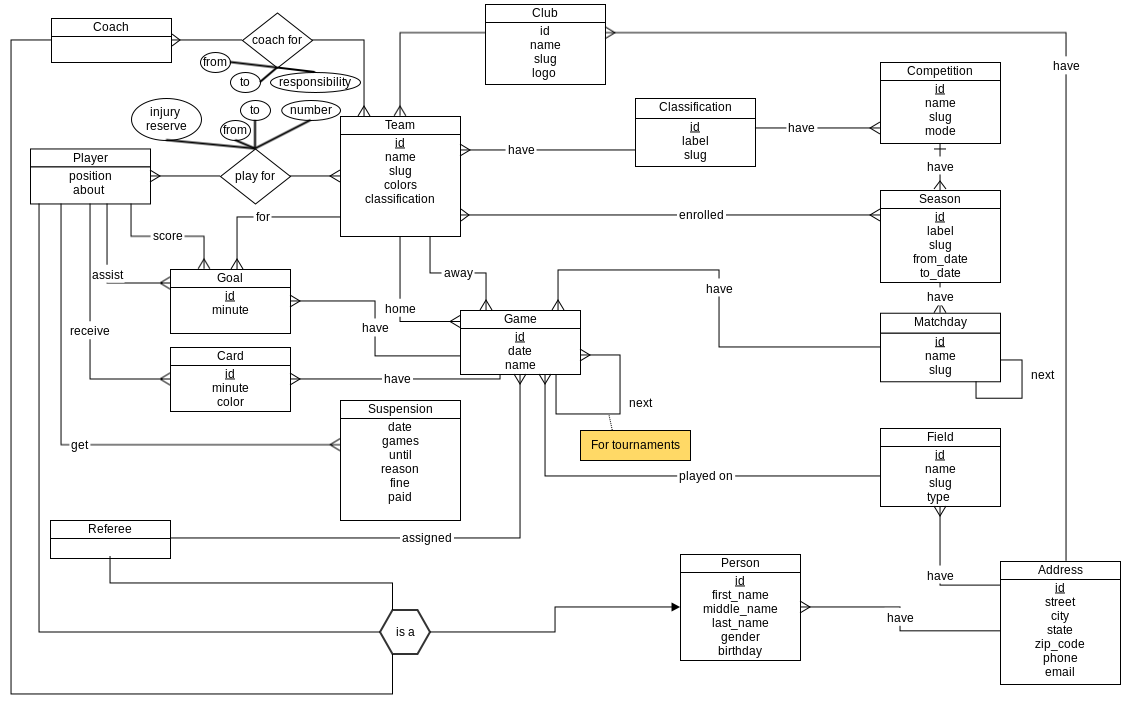 Coach
coach for
from
to
responsibility
Club
id
name
slug
logo
have
Competition
id
name
slug
mode
Classification
id
label
slug
have
injury
reserve
from
to
number
Team
id
name
slug
colors
classification
have
Player
position
about
play for
have
Season
id
label
slug
from_date
to_date
enrolled
for
score
assist
away
Goal
id
minute
home
have
have
have
receive
Game
id
date
name
Matchday
id
name
slug
next
Card
id
minute
color
have
next
For tournaments
Suspension
date
games
until
reason
fine
paid
get
Field
id
name
slug
type
played on
Referee
assigned
Person
id
first_name
middle_name
last_name
gender
birthday
have
Address
id
street
city
state
zip_code
phone
email
have
is a